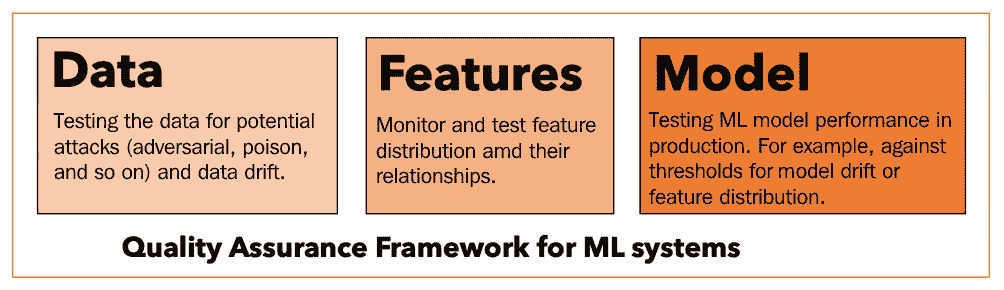 Data
Testing the data for potential
attacks (adversarial, poison,
and so on) and data drift.
Features
Monitor and test feature
distribution amd their
relationships.
Model
Testing ML model performance in
production. For example, against
thresholds for model drift or
feature distribution.
Quality Assurance Framework for ML systems